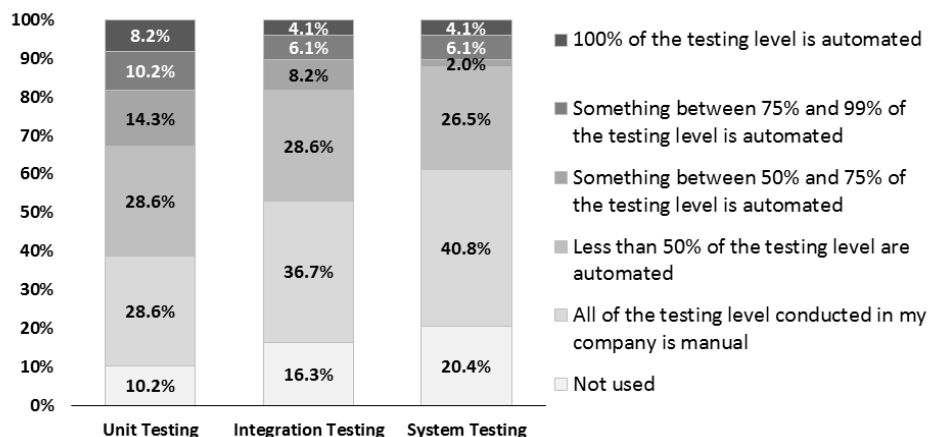 100%
90%
80%
70%
60%
50%
40%
30%
20%
10%
0%
8.2%
10.2%
14.3%
28.6%
28.6%
10.2%
4.1%
6.1%
8.2%
28.6%
36.7%
16.3%
4.1%
6.1%
2.0%
26.5%
40.8%
20.4%
Unit Testing
Integration Testing
System Testing
100% of the testing level is automated
Something between 75% and 99% of
the testing level is automated
Something between 50% and 75% of
the testing level is automated
Less than 50% of the testing level are
automated
All of the testing level conducted in my
company is manual
Not used